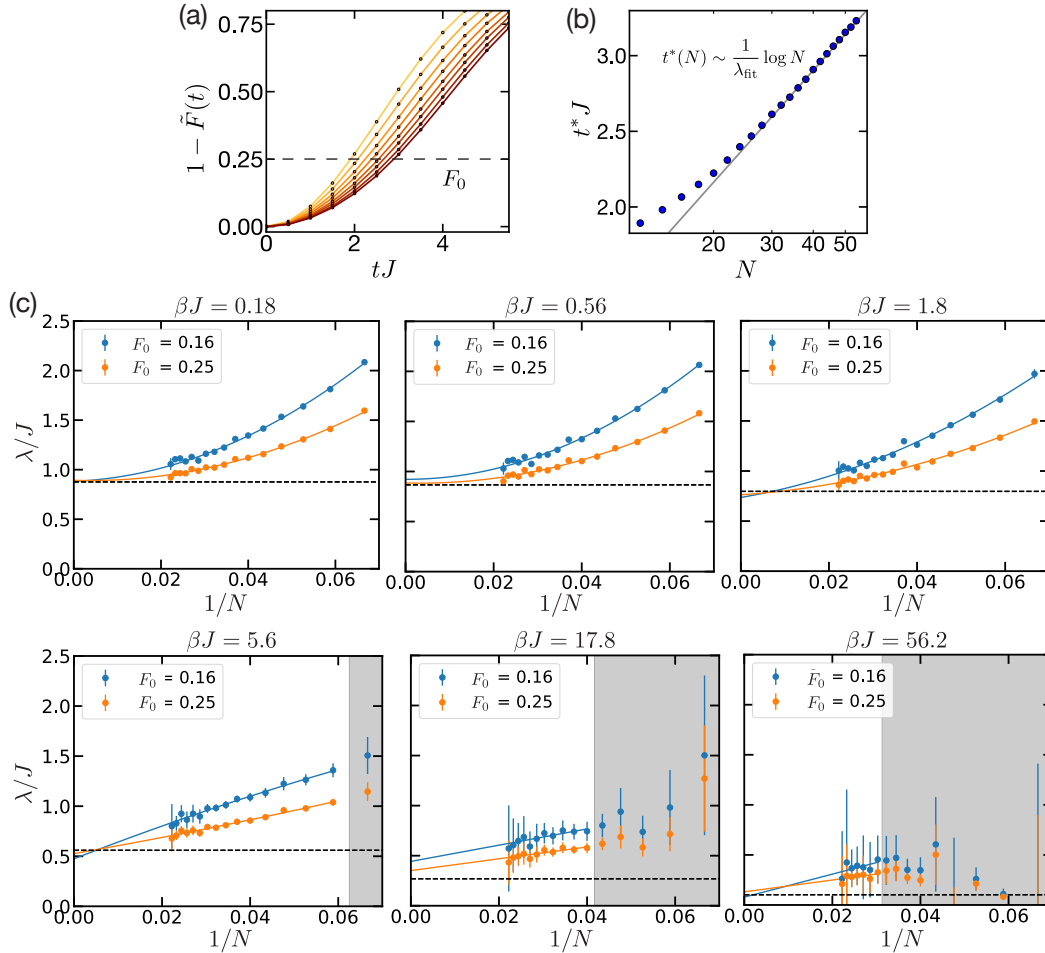 (a)
1 − F̃(t)
0.75
0.50
0.25
0.00
F₀
0 2 4
tJ
(b)
t*J
3.0
2.5
2.0
t*(N) ∼ 1/λ_fit log N
20 30 40 50
N
(c)
βJ = 0.18
λ/J
2.5
2.0
1.5
1.0
0.5
0.0
F₀ = 0.16
F₀ = 0.25
0.00 0.02 0.04 0.06
1/N
βJ = 0.56
F₀ = 0.16
F₀ = 0.25
0.00 0.02 0.04 0.06
1/N
βJ = 1.8
F₀ = 0.16
F₀ = 0.25
0.00 0.02 0.04 0.06
1/N
βJ = 5.6
λ/J
2.5
2.0
1.5
1.0
0.5
0.0
F₀ = 0.16
F₀ = 0.25
0.00 0.02 0.04 0.06
1/N
βJ = 17.8
F₀ = 0.16
F₀ = 0.25
0.00 0.02 0.04 0.06
1/N
βJ = 56.2
F̃₀ = 0.16
F₀ = 0.25
0.00 0.02 0.04 0.06
1/N